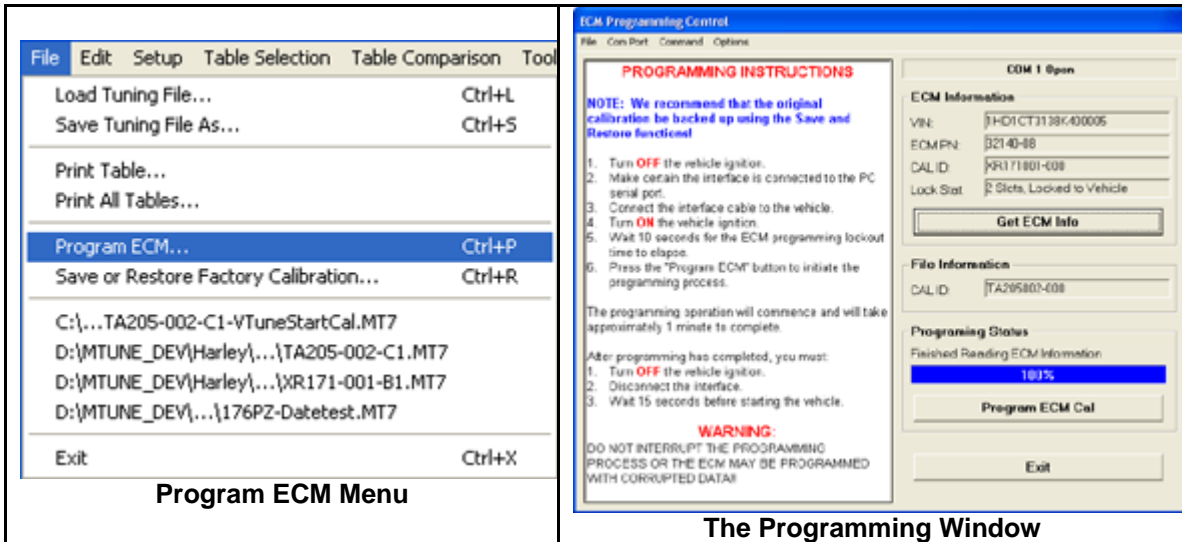 File Edit Setup Table Selection Table Comparison Tool
Load Tuning File... Ctrl+L
Save Tuning File As... Ctrl+S
Print Table...
Print All Tables...
Program ECM... Ctrl+P
Save or Restore Factory Calibration... Ctrl+R
C:\...TA205-002-C1-VTuneStartCal.MT7
D:\MTUNE_DEV\Harley\...\TA205-002-C1.MT7
D:\MTUNE_DEV\Harley\...\XR171-001-B1.MT7
D:\MTUNE_DEV\...\176PZ-Datetest.MT7
Exit Ctrl+X
Program ECM Menu
ECM Programming Control
File Com Port Command Options
PROGRAMMING INSTRUCTIONS
NOTE: We recommend that the original
calibration be backed up using the Save and
Restore functions!
1. Turn OFF the vehicle ignition.
2. Make certain the interface is connected to the PC
serial port.
3. Connect the interface cable to the vehicle.
4. Turn ON the vehicle ignition.
5. Wait 10 seconds for the ECM programming lockout
time to elapse.
6. Press the "Program ECM" button to initiate the
programming process.
The programming operation will commence and will take
approximately 1 minute to complete.
After programming has completed, you must:
1. Turn OFF the vehicle ignition.
2. Disconnect the interface.
3. Wait 15 seconds before starting the vehicle.
WARNING:
DO NOT INTERRUPT THE PROGRAMMING
PROCESS OR THE ECM MAY BE PROGRAMMED
WITH CORRUPTED DATA!!
COM 1 Open
ECM Information
VIN:
ECM PN: 32140-08
CAL ID:
Lock Stat 2 Slots, Locked to Vehicle
Get ECM Info
File Information
CAL ID:
Programing Status
Finished Reading ECM Information
100%
Program ECM Cal
Exit
The Programming Window